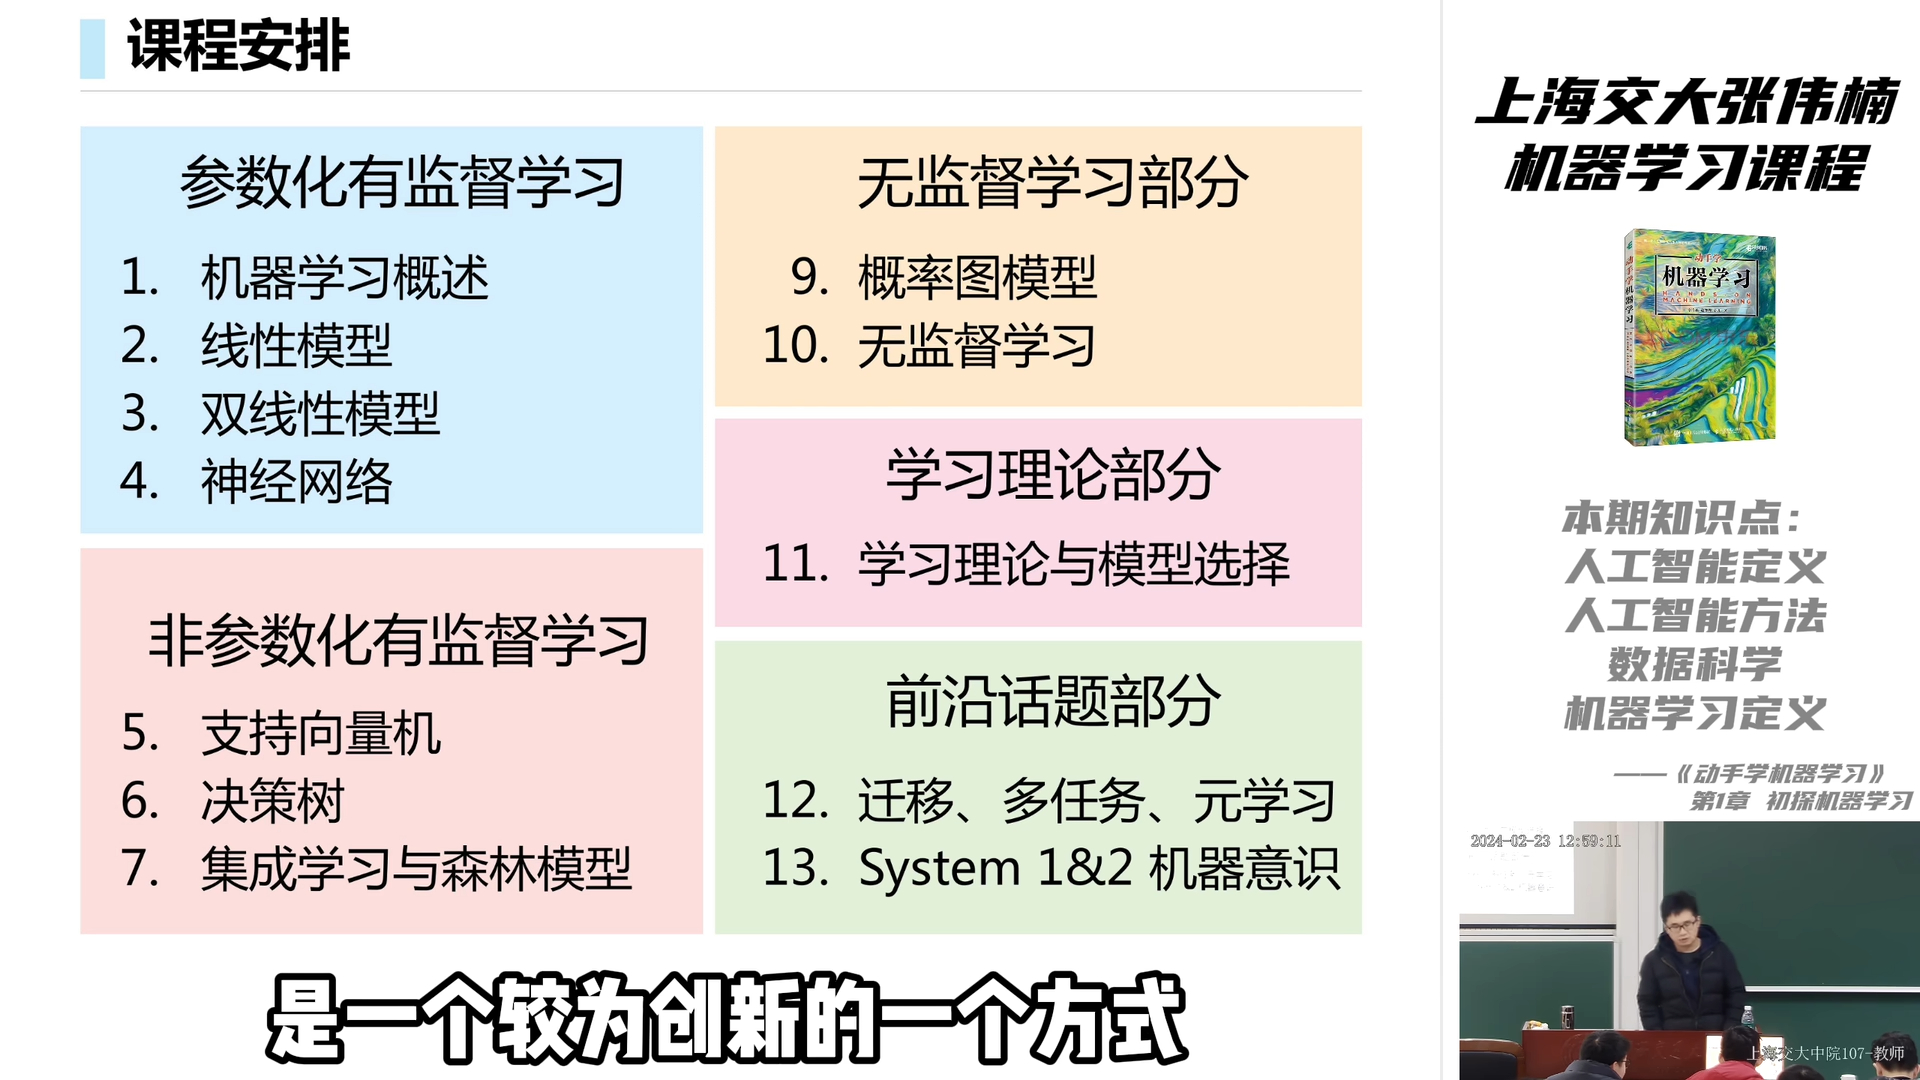 课程安排
参数化有监督学习
1. 机器学习概述
2. 线性模型
3. 双线性模型
4. 神经网络
非参数化有监督学习
5. 支持向量机
6. 决策树
7. 集成学习与森林模型
无监督学习部分
9. 概率图模型
10. 无监督学习
学习理论部分
11. 学习理论与模型选择
前沿话题部分
12. 迁移、多任务、元学习
13. System 1&2 机器意识
是一个较为创新的一个方式
上海交大张伟楠
机器学习课程
动手学
机器学习
HANDS-ON
MACHINE LEARNING
动手学机器学习
本期知识点：
人工智能定义
人工智能方法
数据科学
机器学习定义
——《动手学机器学习》
第1章 初探机器学习
2024-02-23 12:59:11
上海交大中院107-教师